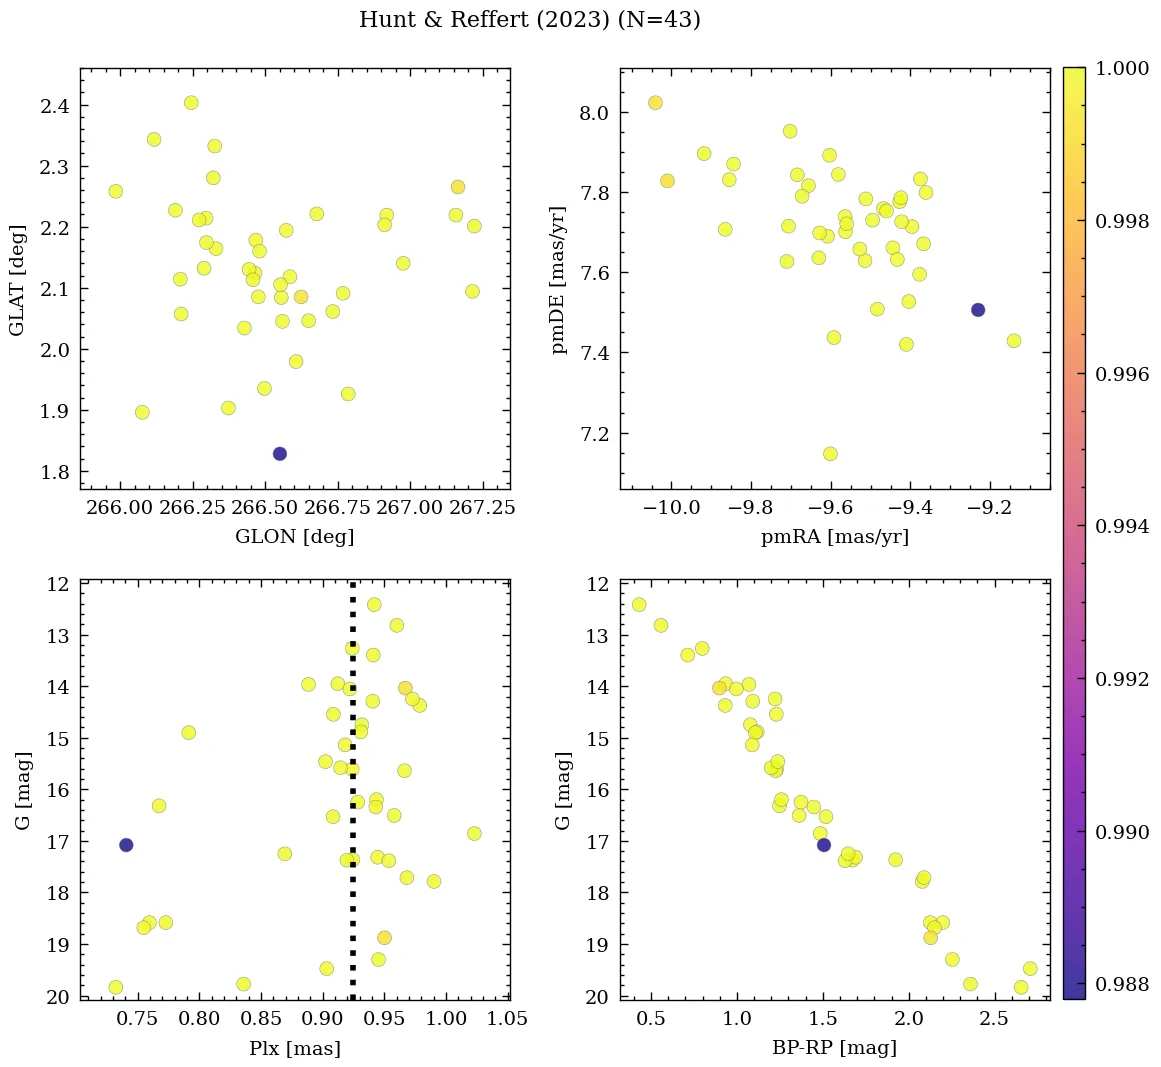 Hunt & Reffert (2023) (N=43)
2.4
2.3
2.2
2.1
2.0
1.9
1.8
GLAT [deg]
266.00 266.25 266.50 266.75 267.00 267.25
GLON [deg]
8.0
7.8
7.6
7.4
7.2
pmDE [mas/yr]
−10.0 −9.8 −9.6 −9.4 −9.2
pmRA [mas/yr]
12
13
14
15
16
17
18
19
20
G [mag]
0.75 0.80 0.85 0.90 0.95 1.00 1.05
Plx [mas]
12
13
14
15
16
17
18
19
20
G [mag]
0.5 1.0 1.5 2.0 2.5
BP-RP [mag]
1.000
0.998
0.996
0.994
0.992
0.990
0.988